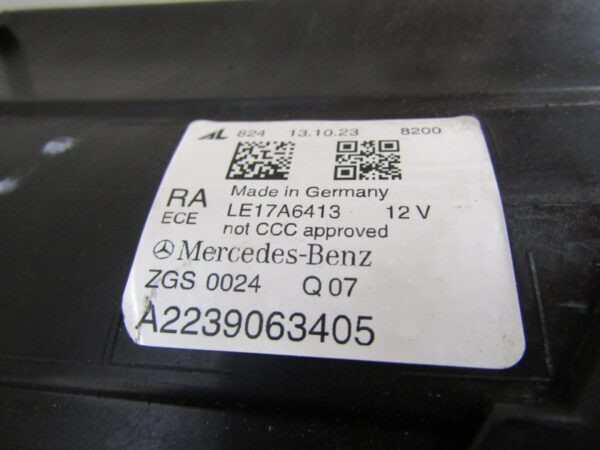 AL 824 13.10.23 8200
RA Made in Germany
ECE LE17A6413 12 V
not CCC approved
Mercedes-Benz
ZGS 0024 Q 07
A2239063405